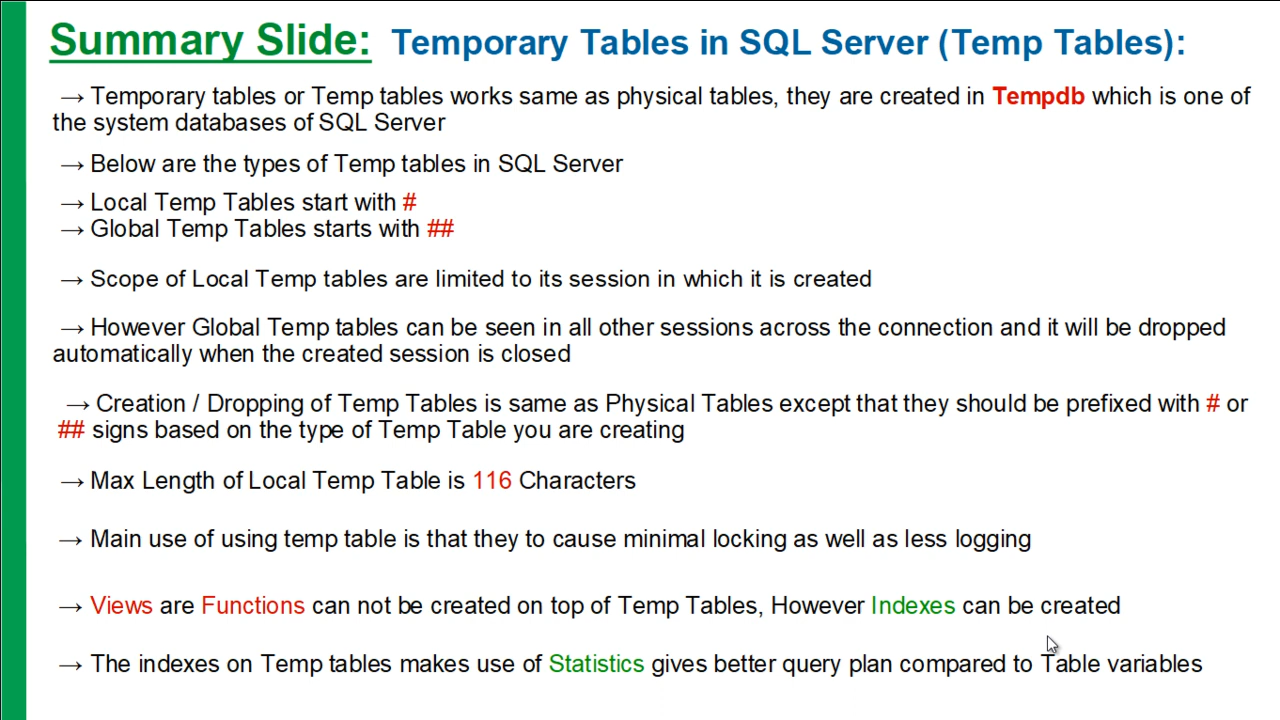 Summary Slide: Temporary Tables in SQL Server (Temp Tables):
→ Temporary tables or Temp tables works same as physical tables, they are created in Tempdb which is one of
the system databases of SQL Server
→ Below are the types of Temp tables in SQL Server
→ Local Temp Tables start with #
→ Global Temp Tables starts with ##
→ Scope of Local Temp tables are limited to its session in which it is created
→ However Global Temp tables can be seen in all other sessions across the connection and it will be dropped
automatically when the created session is closed
→ Creation / Dropping of Temp Tables is same as Physical Tables except that they should be prefixed with # or
## signs based on the type of Temp Table you are creating
→ Max Length of Local Temp Table is 116 Characters
→ Main use of using temp table is that they to cause minimal locking as well as less logging
→ Views are Functions can not be created on top of Temp Tables, However Indexes can be created
→ The indexes on Temp tables makes use of Statistics gives better query plan compared to Table variables